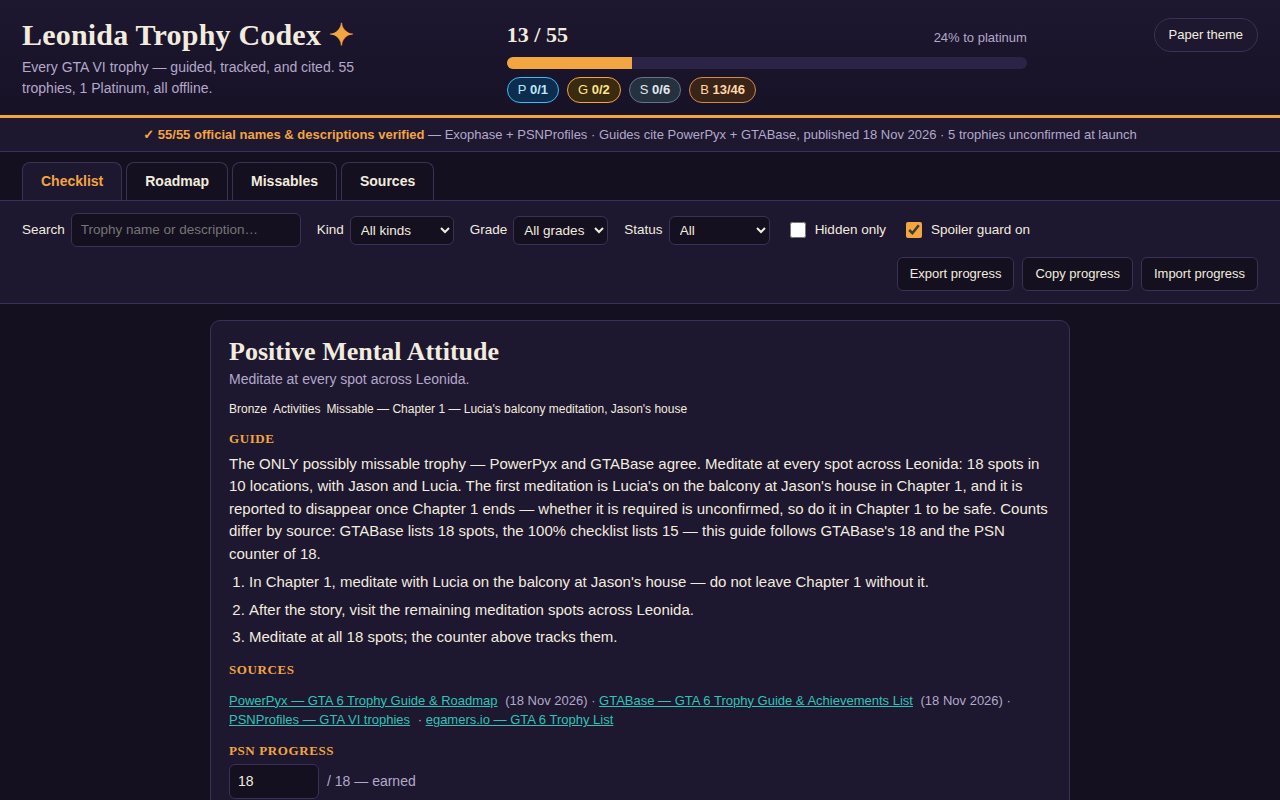 Leonida Trophy Codex ✦
Every GTA VI trophy — guided, tracked, and cited. 55
trophies, 1 Platinum, all offline.
13 / 55
24% to platinum
P 0/1 G 0/2 S 0/6 B 13/46
Paper theme
✓ 55/55 official names & descriptions verified — Exophase + PSNProfiles · Guides cite PowerPyx + GTABase, published 18 Nov 2026 · 5 trophies unconfirmed at launch
Checklist Roadmap Missables Sources
Search Trophy name or description… Kind All kinds Grade All grades Status All Hidden only Spoiler guard on
Export progress Copy progress Import progress
Positive Mental Attitude
Meditate at every spot across Leonida.
Bronze Activities Missable — Chapter 1 — Lucia's balcony meditation, Jason's house
GUIDE
The ONLY possibly missable trophy — PowerPyx and GTABase agree. Meditate at every spot across Leonida: 18 spots in
10 locations, with Jason and Lucia. The first meditation is Lucia's on the balcony at Jason's house in Chapter 1, and it is
reported to disappear once Chapter 1 ends — whether it is required is unconfirmed, so do it in Chapter 1 to be safe. Counts
differ by source: GTABase lists 18 spots, the 100% checklist lists 15 — this guide follows GTABase's 18 and the PSN
counter of 18.
1. In Chapter 1, meditate with Lucia on the balcony at Jason's house — do not leave Chapter 1 without it.
2. After the story, visit the remaining meditation spots across Leonida.
3. Meditate at all 18 spots; the counter above tracks them.
SOURCES
PowerPyx — GTA 6 Trophy Guide & Roadmap (18 Nov 2026) · GTABase — GTA 6 Trophy Guide & Achievements List (18 Nov 2026) ·
PSNProfiles — GTA VI trophies · egamers.io — GTA 6 Trophy List
PSN PROGRESS
18 / 18 — earned